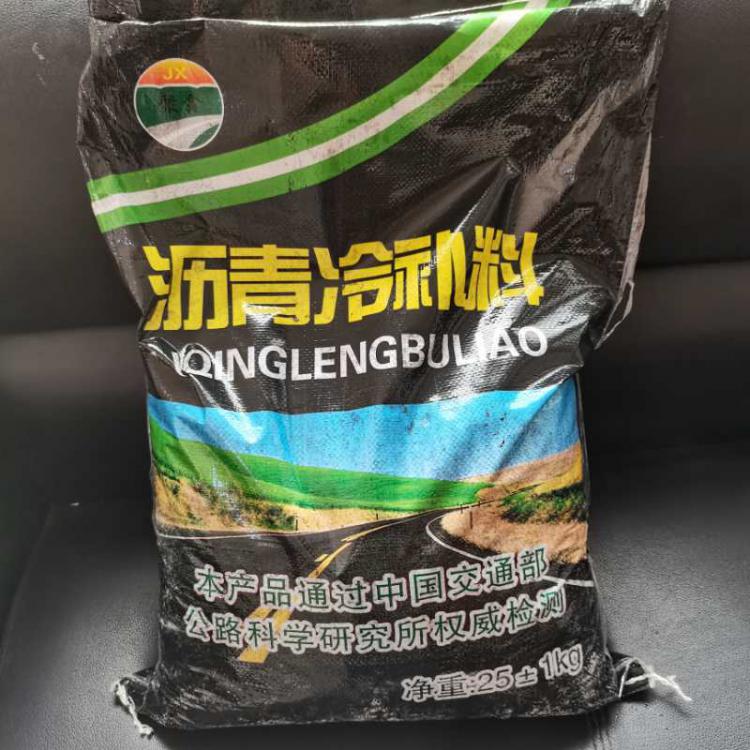 JX
沥青冷补料
IQINGLENGBULIAO
本产品通过中国交通部
公路科学研究所权威检测
净重:25±1kg